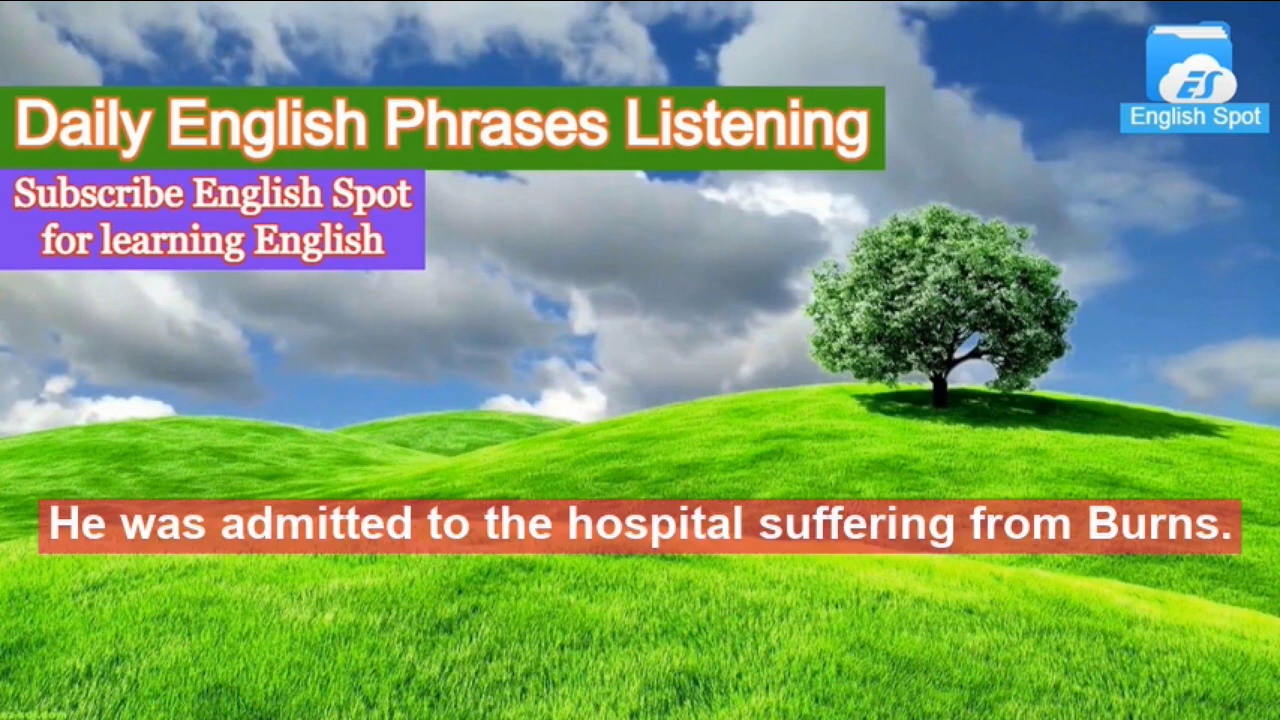 Daily English Phrases Listening
Subscribe English Spot
for learning English
ES
English Spot
He was admitted to the hospital suffering from Burns.